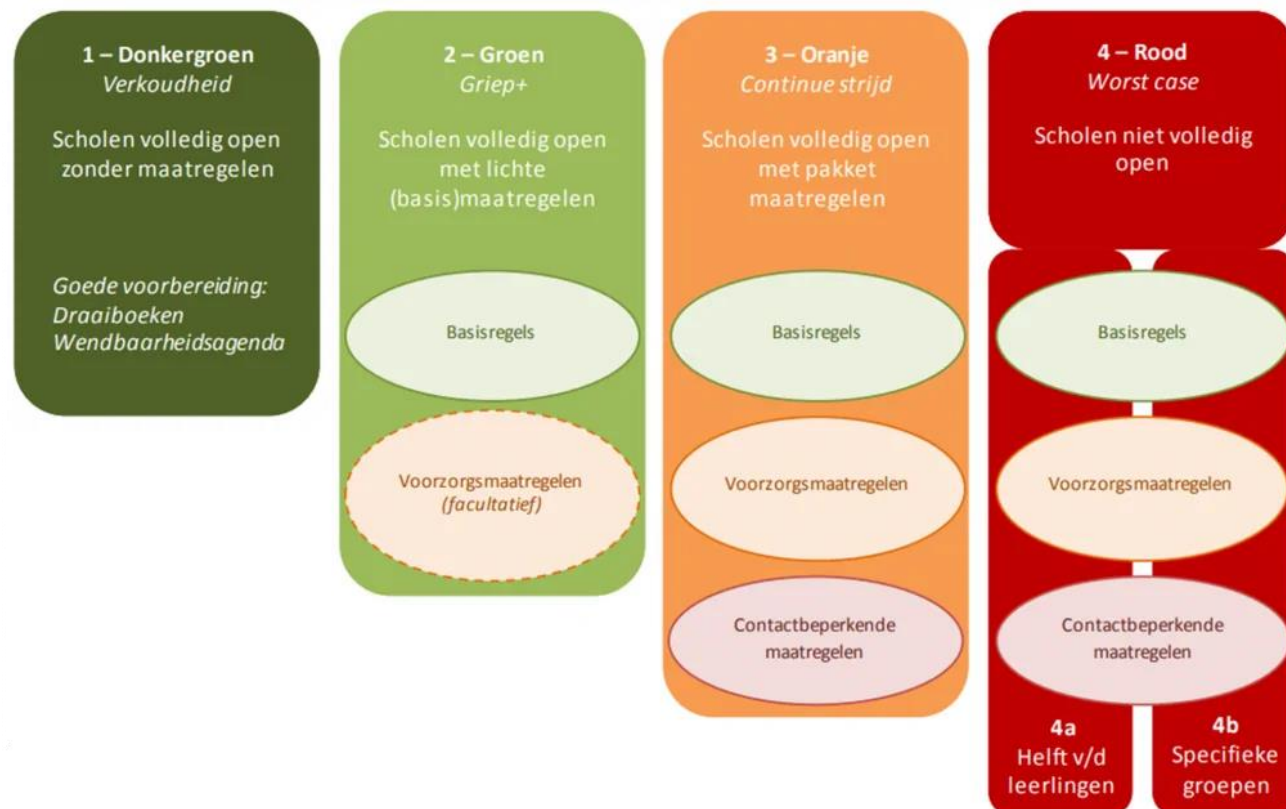 1 – Donkergroen
Verkoudheid
Scholen volledig open
zonder maatregelen
Goede voorbereiding:
Draaiboeken
Wendbaarheidsagenda
2 – Groen
Griep+
Scholen volledig open
met lichte
(basis)maatregelen
Basisregels
Voorzorgsmaatregelen
(facultatief)
3 – Oranje
Continue strijd
Scholen volledig open
met pakket
maatregelen
Basisregels
Voorzorgsmaatregelen
Contactbeperkende
maatregelen
4 – Rood
Worst case
Scholen niet volledig
open
Basisregels
Voorzorgsmaatregelen
Contactbeperkende
maatregelen
4a
Helft v/d
leerlingen
4b
Specifieke
groepen